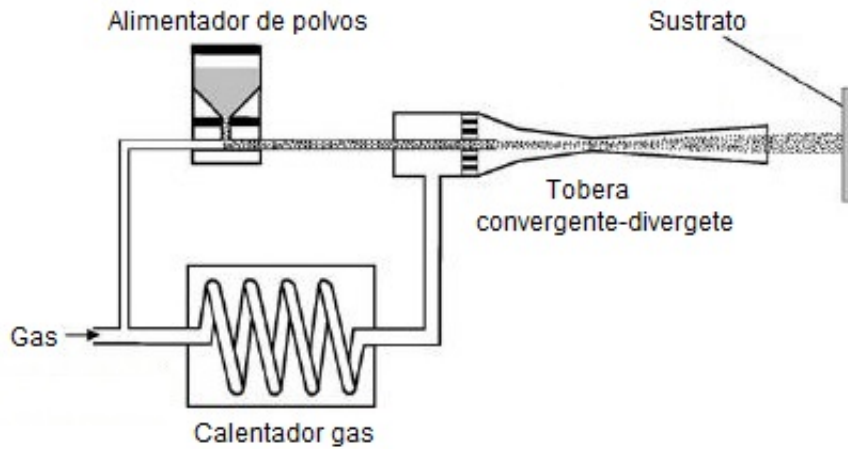 Alimentador de polvos
Sustrato
Tobera
convergente-divergete
Gas
Calentador gas